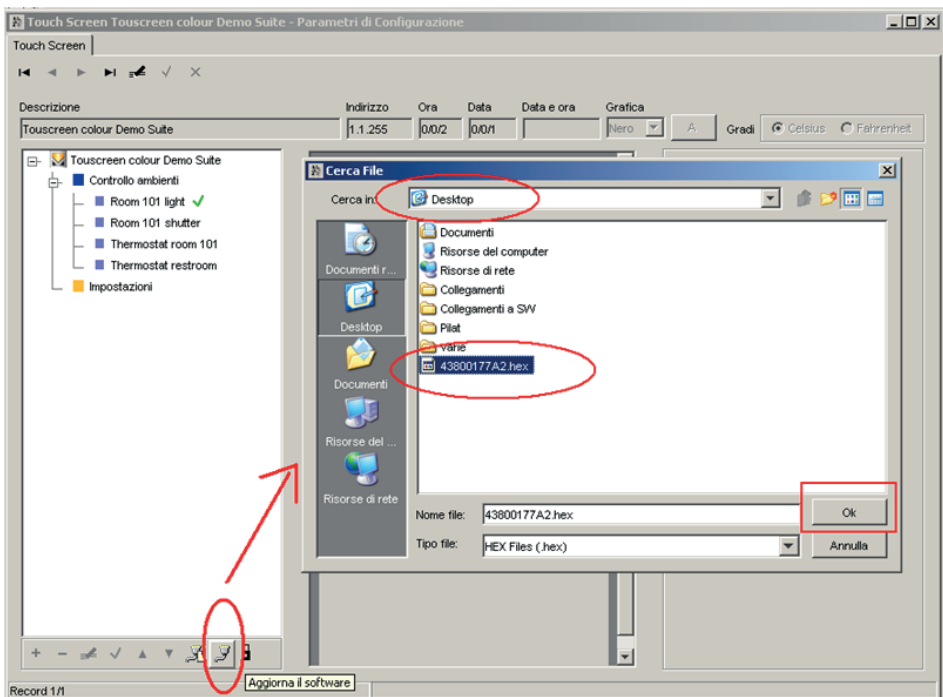 Touch Screen Touscreen colour Demo Suite - Parametri di Configurazione
Touch Screen
Descrizione Indirizzo Ora Data Data e ora Grafica
Touscreen colour Demo Suite 1.1.255 0/0/2 0/0/1 Nero A Gradi Celsius Fahrenheit
Touscreen colour Demo Suite
Controllo ambienti
Room 101 light
Room 101 shutter
Thermostat room 101
Thermostat restroom
Impostazioni
Cerca File
Cerca in: Desktop
Documenti r...
Desktop
Documenti
Risorse del ...
Risorse di rete
Documenti
Risorse del computer
Risorse di rete
Collegamenti
Collegamenti a SW
Pilat
varie
43800177A2.hex
Nome file: 43800177A2.hex Ok
Tipo file: HEX Files (.hex) Annulla
Aggiorna il software
Record 1/1